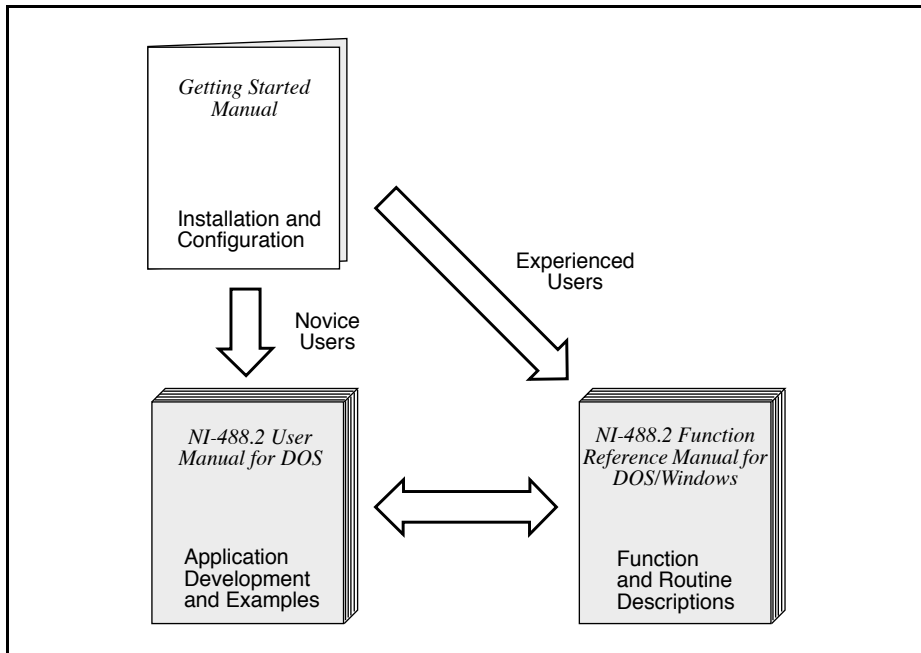 Getting Started
Manual
Installation and
Configuration
Experienced
Users
Novice
Users
NI-488.2 User
Manual for DOS
Application
Development
and Examples
NI-488.2 Function
Reference Manual for
DOS/Windows
Function
and Routine
Descriptions